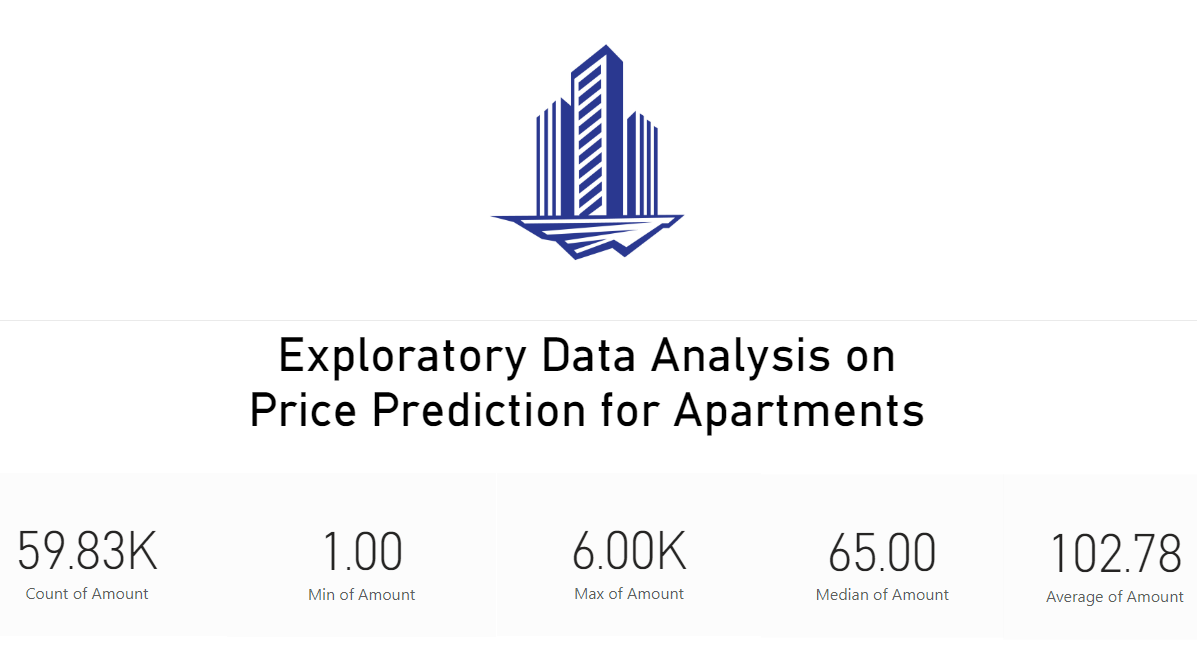 Exploratory Data Analysis on
Price Prediction for Apartments
59.83K
Count of Amount
1.00
Min of Amount
6.00K
Max of Amount
65.00
Median of Amount
102.78
Average of Amount